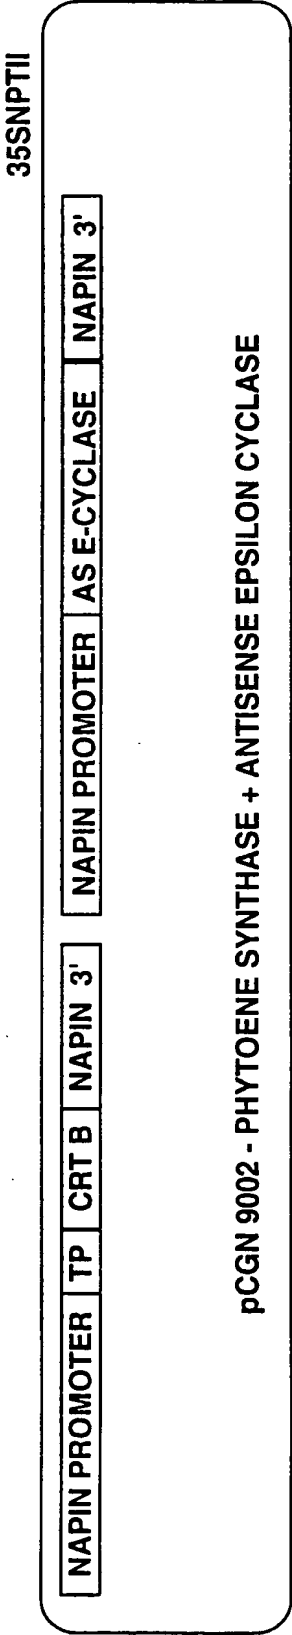 35SNPTII
NAPIN PROMOTER TP CRT B NAPIN 3' NAPIN PROMOTER AS E-CYCLASE NAPIN 3'
pCGN 9002 - PHYTOENE SYNTHASE + ANTISENSE EPSILON CYCLASE